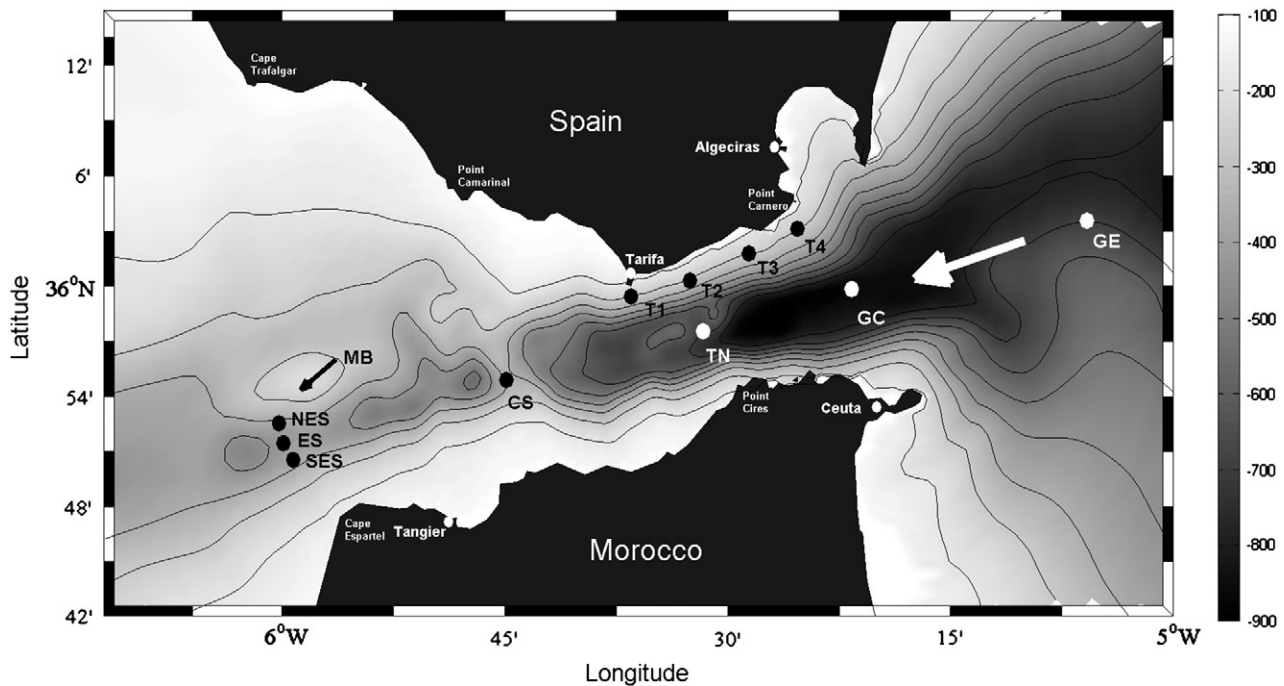 12'
6'
36°N
54'
48'
42'
Latitude
6°W
45'
30'
15'
5°W
Longitude
Cape
Trafalgar
Spain
Algeciras
Point
Camarinal
Point
Carnero
GE
T4
T3
Tarifa
T2
T1
GC
TN
MB
CS
Point
Cires
Ceuta
NES
ES
SES
Cape
Espartel
Tangier
Morocco
-100
-200
-300
-400
-500
-600
-700
-800
-900